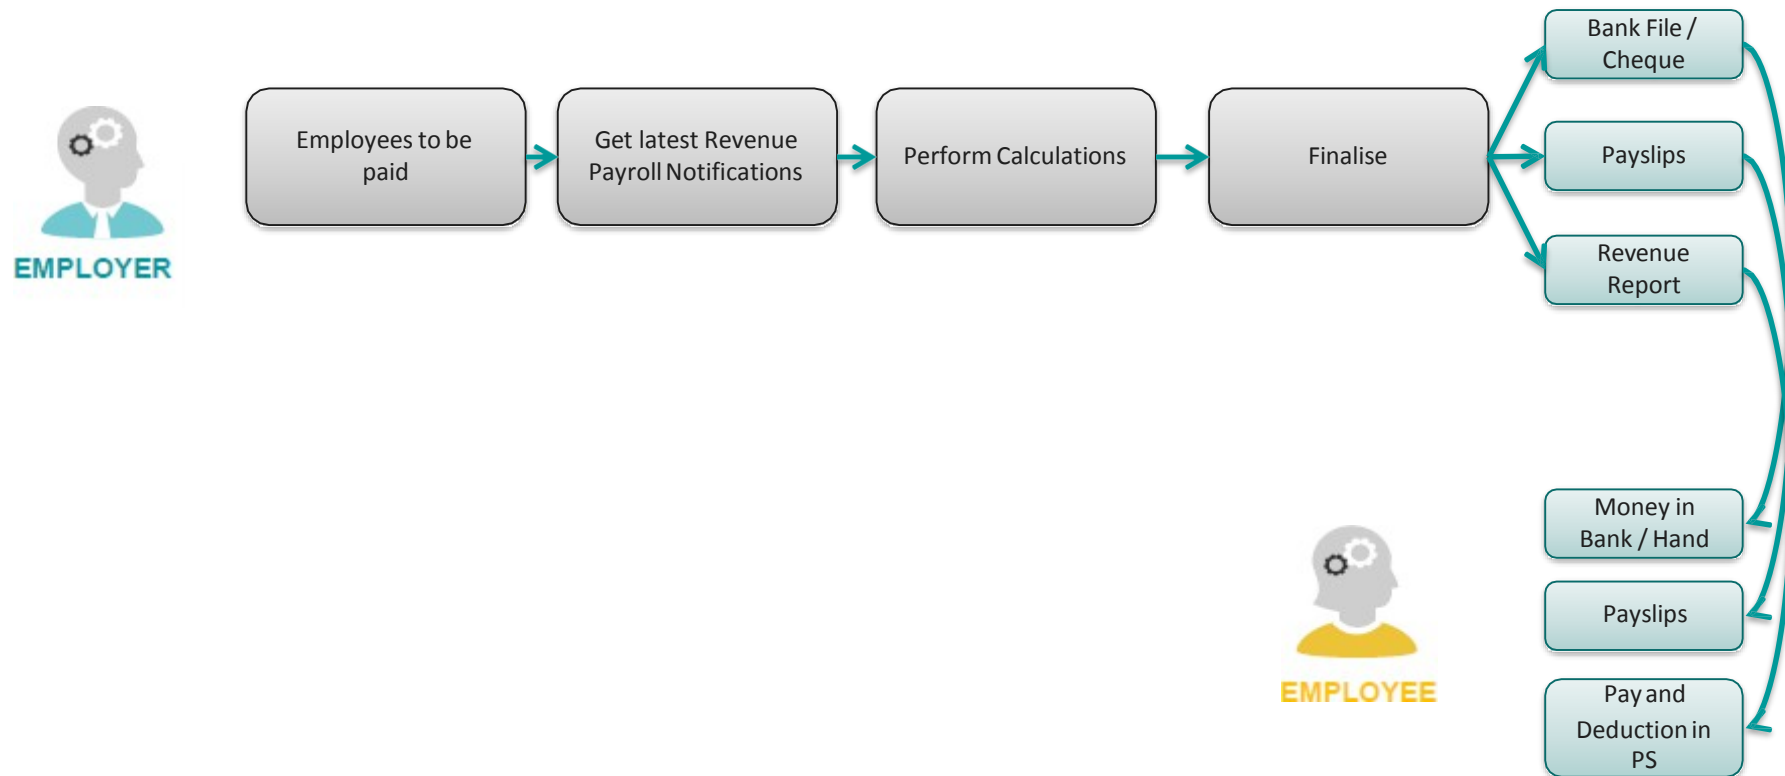 Bank File /
Cheque
Employees to be
paid
Get latest Revenue
Payroll Notifications
Perform Calculations
Finalise
Payslips
Revenue
Report
EMPLOYER
Money in
Bank / Hand
Payslips
EMPLOYEE
Pay and
Deduction in
PS